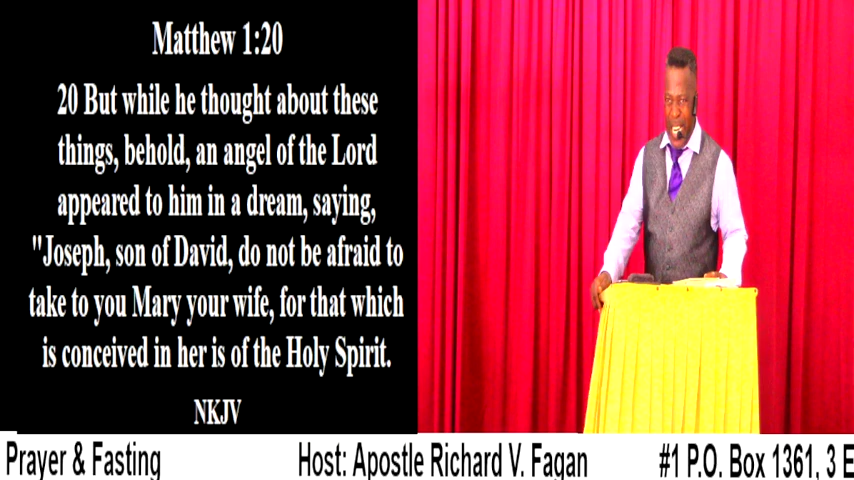 Matthew 1:20
20 But while he thought about these
things, behold, an angel of the Lord
appeared to him in a dream, saying,
"Joseph, son of David, do not be afraid to
take to you Mary your wife, for that which
is conceived in her is of the Holy Spirit.
NKJV
Prayer & Fasting Host: Apostle Richard V. Fagan #1 P.O. Box 1361, 3 E